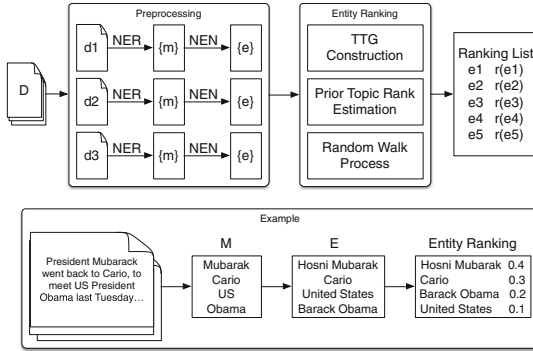 Preprocessing
Entity Ranking
D
d1 NER {m} NEN {e}
d2 NER {m} NEN {e}
d3 NER {m} NEN {e}
TTG
Construction
Prior Topic Rank
Estimation
Random Walk
Process
Ranking List
e1 r(e1)
e2 r(e2)
e3 r(e3)
e4 r(e4)
e5 r(e5)
Example
President Mubarack
went back to Cario, to
meet US President
Obama last Tuesday...
M
Mubarak
Cario
US
Obama
E
Hosni Mubarak
Cario
United States
Barack Obama
Entity Ranking
Hosni Mubarak 0.4
Cario 0.3
Barack Obama 0.2
United States 0.1